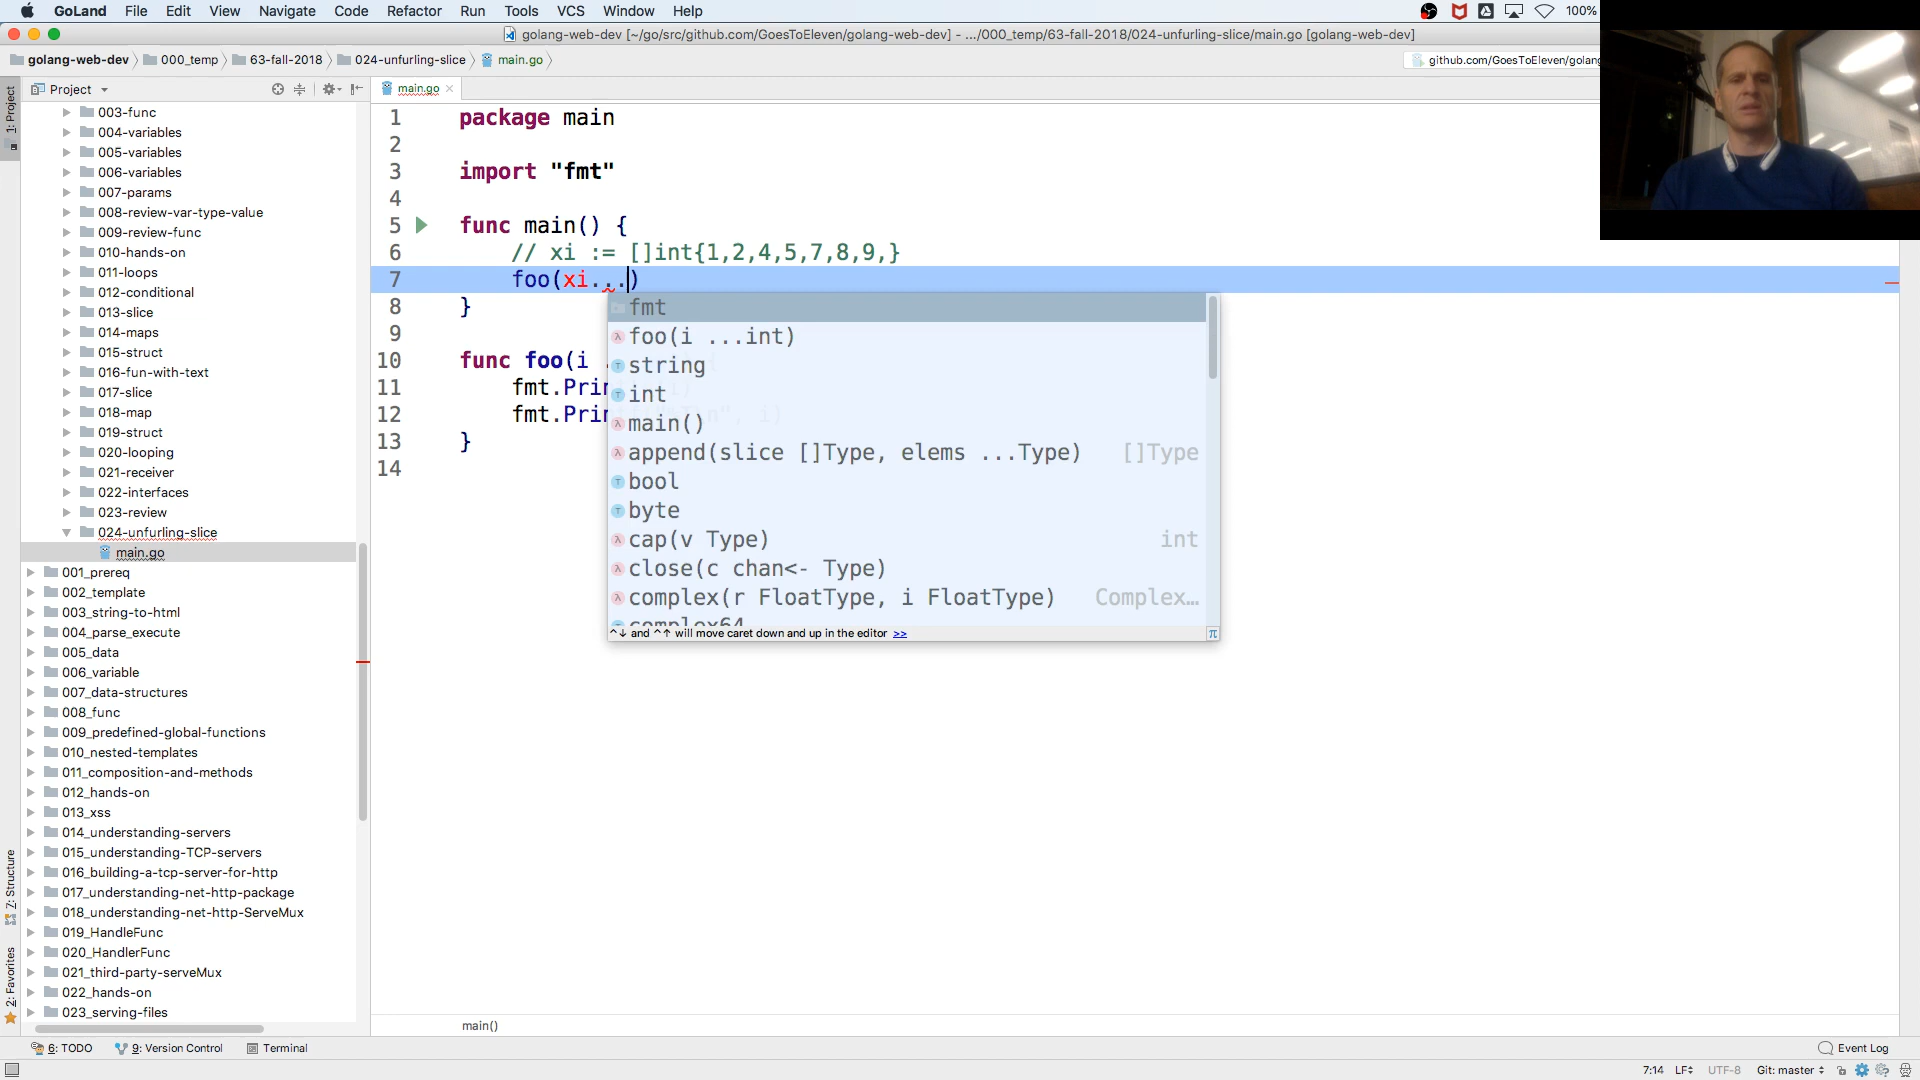 GoLand File Edit View Navigate Code Refactor Run Tools VCS Window Help 100%
golang-web-dev [~/go/src/github.com/GoesToEleven/golang-web-dev] - .../000_temp/63-fall-2018/024-unfurling-slice/main.go [golang-web-dev]
golang-web-dev 000_temp 63-fall-2018 024-unfurling-slice main.go github.com/GoesToEleven/golang
1: Project
Project
main.go
003-func
004-variables
005-variables
006-variables
007-params
008-review-var-type-value
009-review-func
010-hands-on
011-loops
012-conditional
013-slice
014-maps
015-struct
016-fun-with-text
017-slice
018-map
019-struct
020-looping
021-receiver
022-interfaces
023-review
024-unfurling-slice
main.go
001_prereq
002_template
003_string-to-html
004_parse_execute
005_data
006_variable
007_data-structures
008_func
009_predefined-global-functions
010_nested-templates
011_composition-and-methods
012_hands-on
013_xss
014_understanding-servers
015_understanding-TCP-servers
016_building-a-tcp-server-for-http
017_understanding-net-http-package
018_understanding-net-http-ServeMux
019_HandleFunc
020_HandlerFunc
021_third-party-serveMux
022_hands-on
023_serving-files
7: Structure
2: Favorites
1 package main
2
3 import "fmt"
4
5 func main() {
6 // xi := []int{1,2,4,5,7,8,9,}
7 foo(xi...)
8 }
9
10 func foo(i
11 fmt.Prin
12 fmt.Prin
13 }
14
fmt
foo(i ...int)
string
int
main()
append(slice []Type, elems ...Type) []Type
bool
byte
cap(v Type) int
close(c chan<- Type)
complex(r FloatType, i FloatType) Complex…
complex64
^↓ and ^↑ will move caret down and up in the editor >> π
main()
6: TODO 9: Version Control Terminal Event Log
7:14 LF UTF-8 Git: master